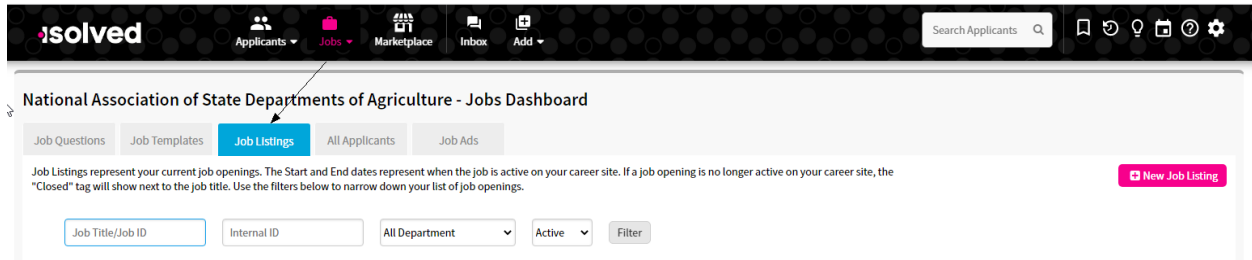 isolved
Applicants
Jobs
Marketplace
Inbox
Add
Search Applicants
National Association of State Departments of Agriculture - Jobs Dashboard
Job Questions
Job Templates
Job Listings
All Applicants
Job Ads
Job Listings represent your current job openings. The Start and End dates represent when the job is active on your career site. If a job opening is no longer active on your career site, the
"Closed" tag will show next to the job title. Use the filters below to narrow down your list of job openings.
New Job Listing
Job Title/Job ID
Internal ID
All Department
Active
Filter